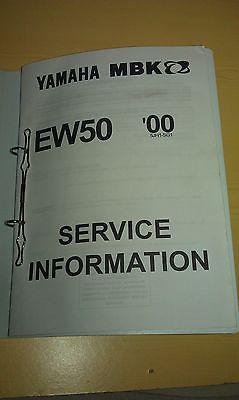 YAMAHA MBK
EW50 '00
SERVICE
INFORMATION